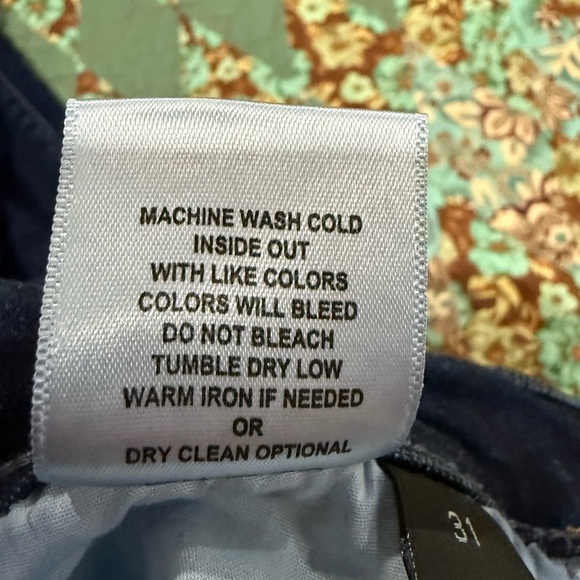 MACHINE WASH COLD
INSIDE OUT
WITH LIKE COLORS
COLORS WILL BLEED
DO NOT BLEACH
TUMBLE DRY LOW
WARM IRON IF NEEDED
OR
DRY CLEAN OPTIONAL